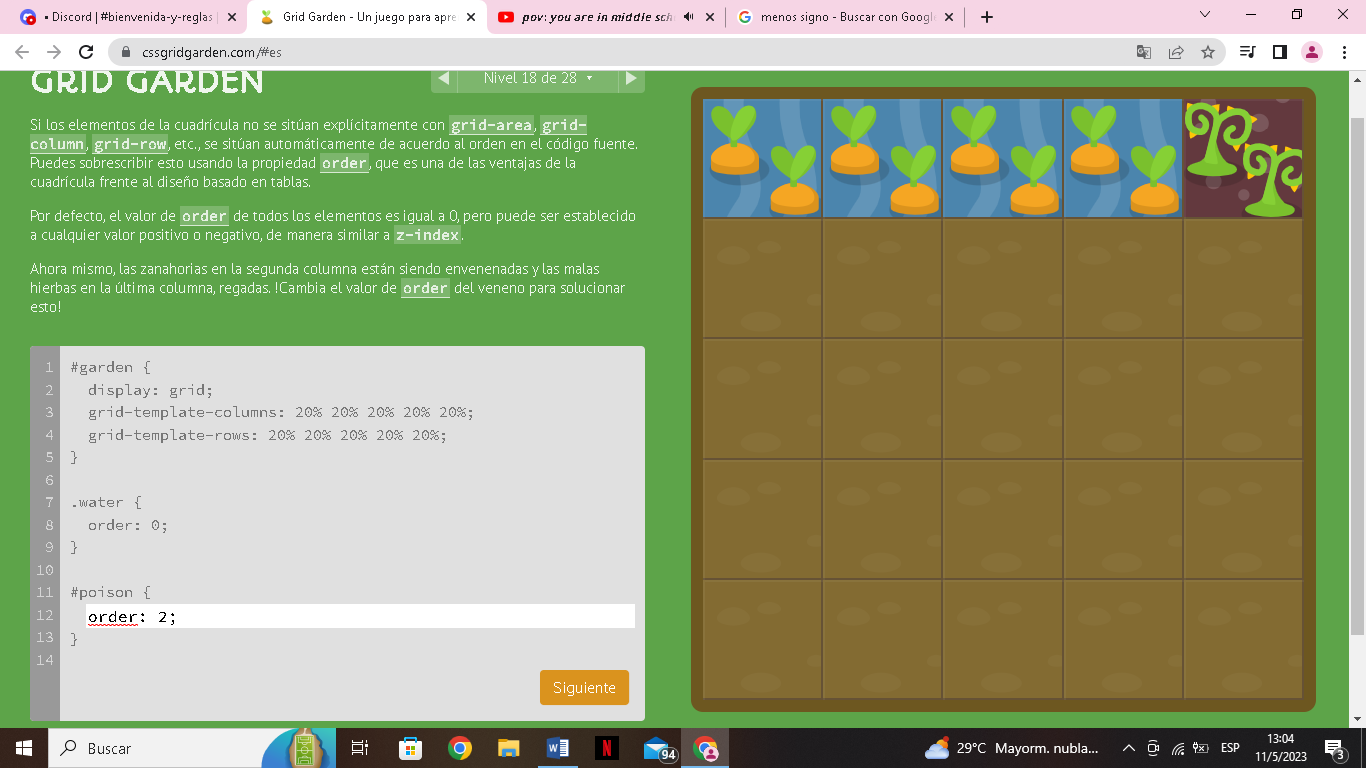 • Discord | #bienvenida-y-reglas
Grid Garden - Un juego para apre
pov: you are in middle sch
menos signo - Buscar con Google
cssgridgarden.com/#es
GRID GARDEN
Nivel 18 de 28
Si los elementos de la cuadrícula no se sitúan explícitamente con grid-area, grid-
column, grid-row, etc., se sitúan automáticamente de acuerdo al orden en el código fuente.
Puedes sobrescribir esto usando la propiedad order, que es una de las ventajas de la
cuadrícula frente al diseño basado en tablas.
Por defecto, el valor de order de todos los elementos es igual a 0, pero puede ser establecido
a cualquier valor positivo o negativo, de manera similar a z-index.
Ahora mismo, las zanahorias en la segunda columna están siendo envenenadas y las malas
hierbas en la última columna, regadas. !Cambia el valor de order del veneno para solucionar
esto!
1 #garden {
2 display: grid;
3 grid-template-columns: 20% 20% 20% 20% 20%;
4 grid-template-rows: 20% 20% 20% 20% 20%;
5 }
6
7 .water {
8 order: 0;
9 }
10
11 #poison {
12 order: 2;
13 }
14
Siguiente
Buscar
94
29°C Mayorm. nubla...
ESP
13:04
11/5/2023
3